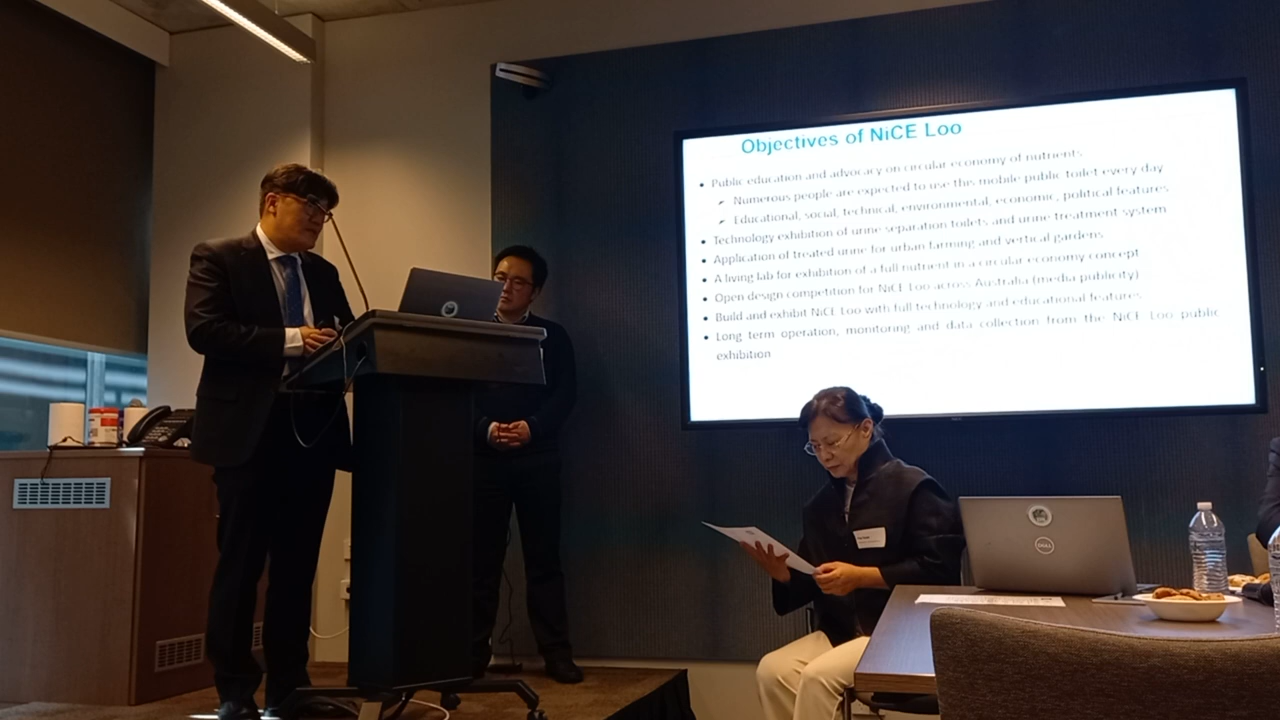 Objectives of NiCE Loo
• Public education and advocacy on circular economy of nutrients
➢ Numerous people are expected to use this mobile public toilet every day
➢ Educational, social, technical, environmental, economic, political features
• Technology exhibition of urine separation toilets and urine treatment system
• Application of treated urine for urban farming and vertical gardens
• A living lab for exhibition of a full nutrient in a circular economy concept
• Open design competition for NiCE Loo across Australia (media publicity)
• Build and exhibit NiCE Loo with full technology and educational features
• Long term operation, monitoring and data collection from the NiCE Loo public
exhibition
DELL